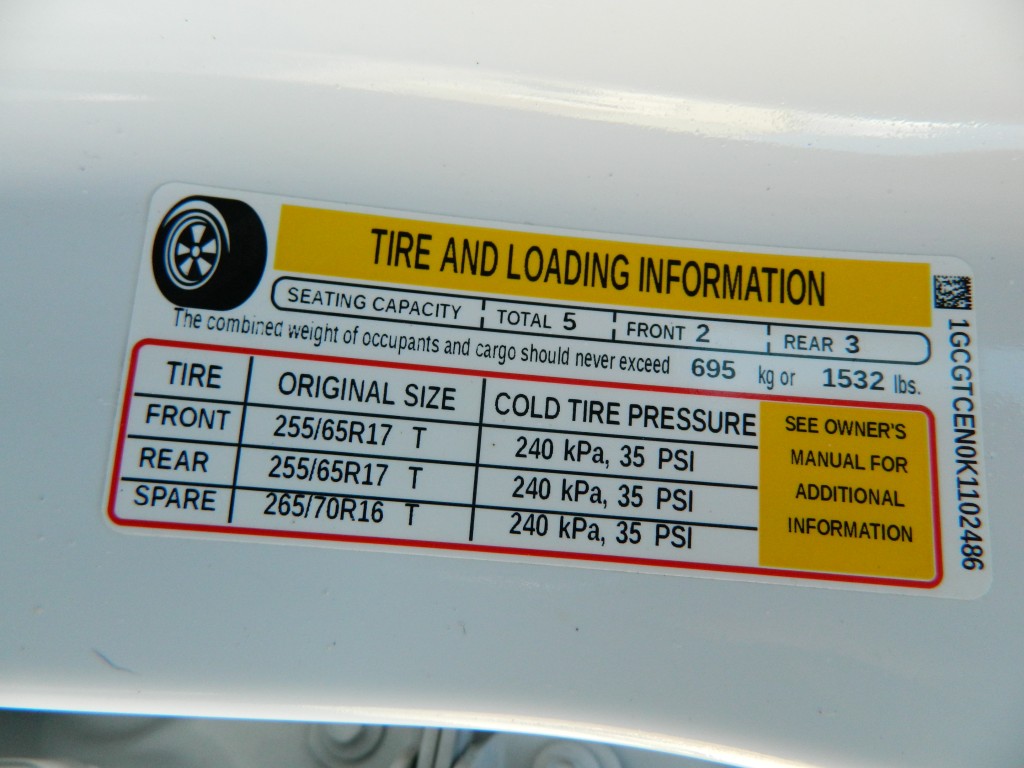 TIRE AND LOADING INFORMATION
SEATING CAPACITY TOTAL 5 FRONT 2 REAR 3
The combined weight of occupants and cargo should never exceed 695 kg or 1532 lbs.
TIRE ORIGINAL SIZE COLD TIRE PRESSURE
FRONT 255/65R17 T 240 kPa, 35 PSI
REAR 255/65R17 T 240 kPa, 35 PSI
SPARE 265/70R16 T 240 kPa, 35 PSI
SEE OWNER'S
MANUAL FOR
ADDITIONAL
INFORMATION
1GCGTCEN0K1102486